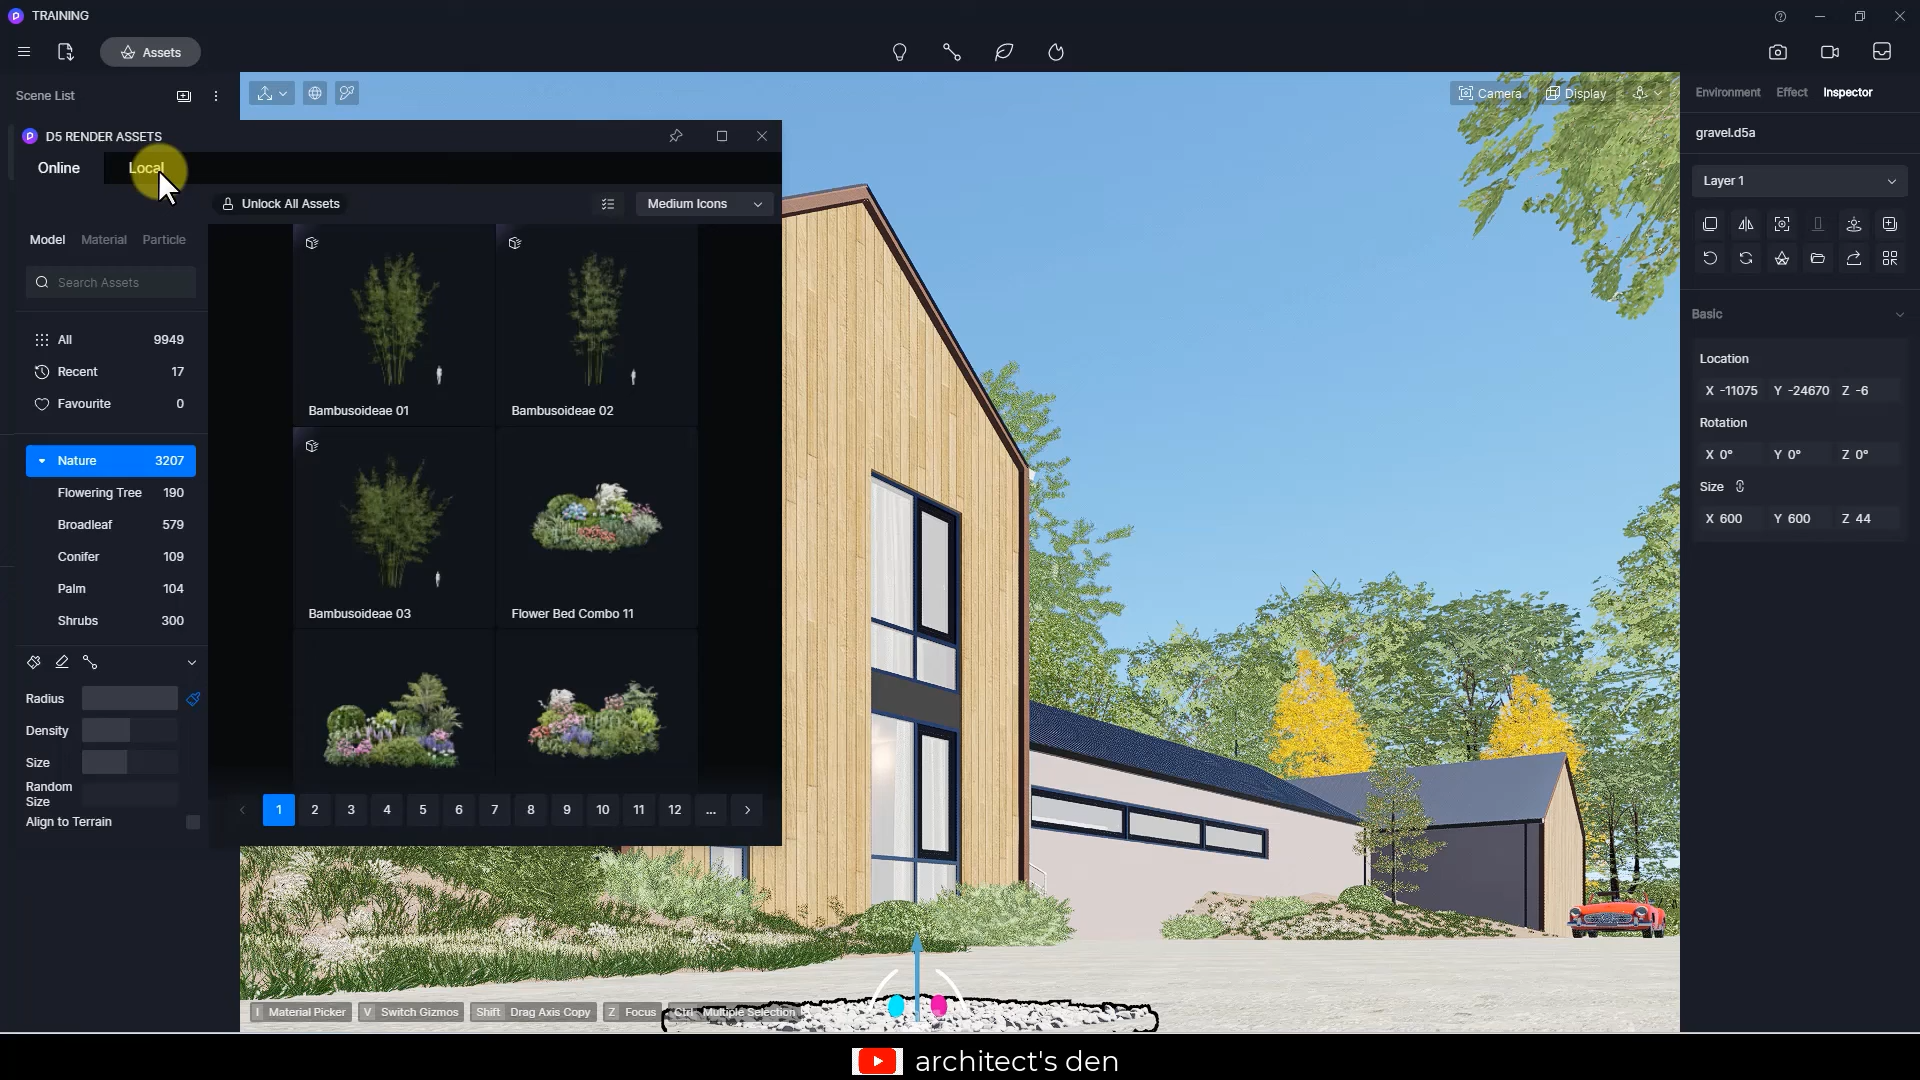 TRAINING
Assets
Scene List
Camera
Display
Environment
Effect
Inspector
D5 RENDER ASSETS
Online
Local
Unlock All Assets
Medium Icons
Model
Material
Particle
Search Assets
All 9949
Recent 17
Favourite 0
Nature 3207
Flowering Tree 190
Broadleaf 579
Conifer 109
Palm 104
Shrubs 300
Radius
Density
Size
Random
Size
Align to Terrain
Bambusoideae 01
Bambusoideae 02
Bambusoideae 03
Flower Bed Combo 11
1 2 3 4 5 6 7 8 9 10 11 12 ...
gravel.d5a
Layer 1
Basic
Location
X -11075 Y -24670 Z -6
Rotation
X 0° Y 0° Z 0°
Size
X 600 Y 600 Z 44
I Material Picker V Switch Gizmos Shift Drag Axis Copy Z Focus Ctrl Multiple Selection
architect's den